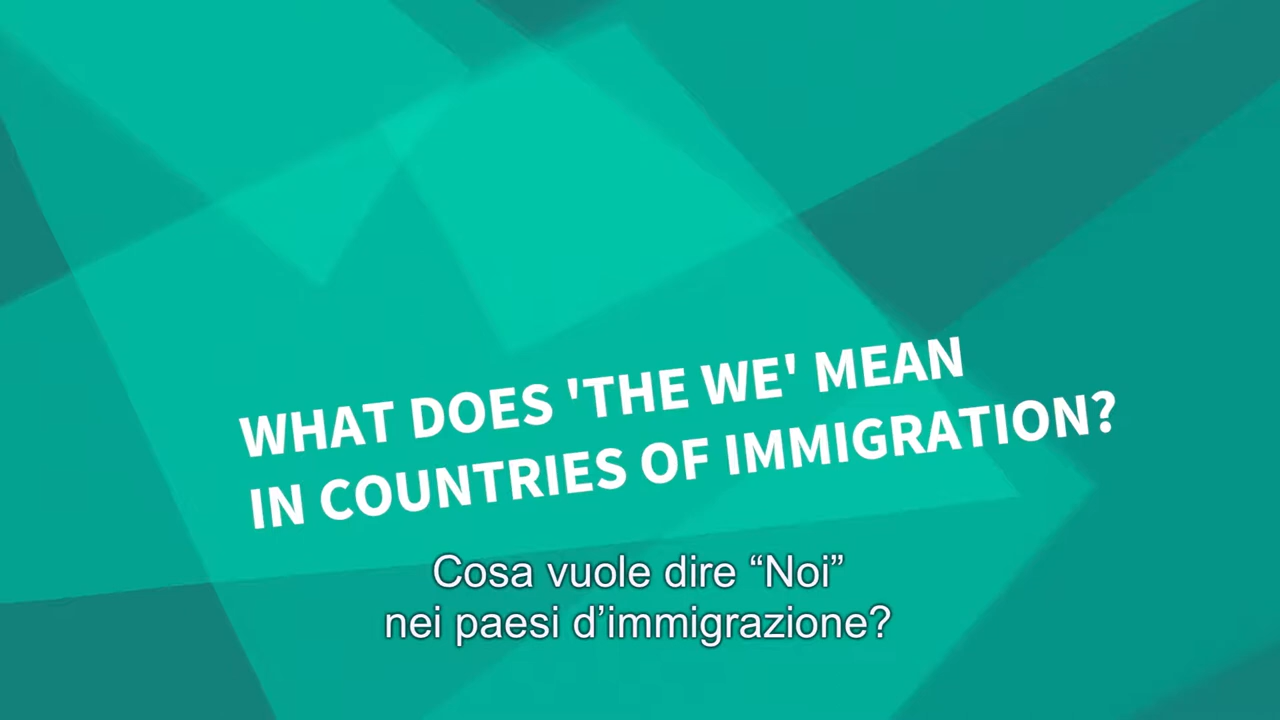 WHAT DOES 'THE WE' MEAN
IN COUNTRIES OF IMMIGRATION?
Cosa vuole dire “Noi”
nei paesi d’immigrazione?